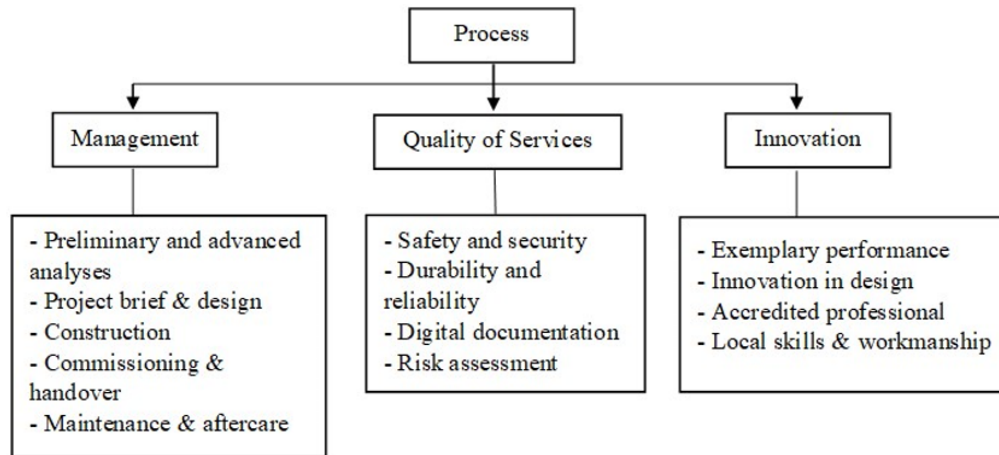 Process
Management
Quality of Services
Innovation
- Preliminary and advanced
analyses
- Project brief & design
- Construction
- Commissioning &
handover
- Maintenance & aftercare
- Safety and security
- Durability and
reliability
- Digital documentation
- Risk assessment
- Exemplary performance
- Innovation in design
- Accredited professional
- Local skills & workmanship